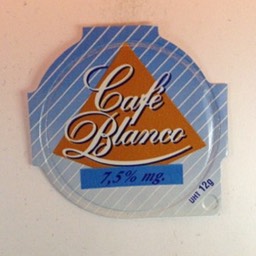 Café
Blanco
7,5% mg.
UHT 12g